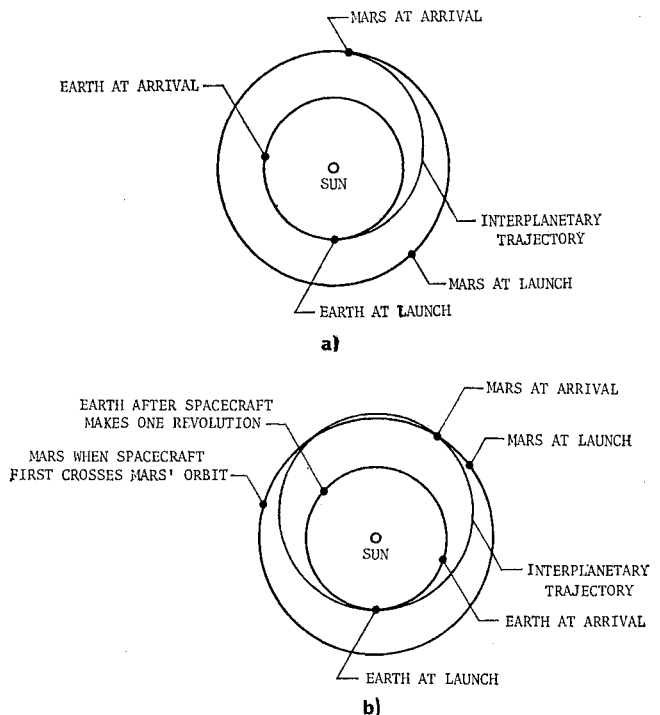 MARS AT ARRIVAL
EARTH AT ARRIVAL
SUN
INTERPLANETARY
TRAJECTORY
MARS AT LAUNCH
EARTH AT LAUNCH
a)
EARTH AFTER SPACECRAFT
MAKES ONE REVOLUTION
MARS AT ARRIVAL
MARS AT LAUNCH
MARS WHEN SPACECRAFT
FIRST CROSSES MARS' ORBIT
SUN
INTERPLANETARY
TRAJECTORY
EARTH AT ARRIVAL
EARTH AT LAUNCH
b)